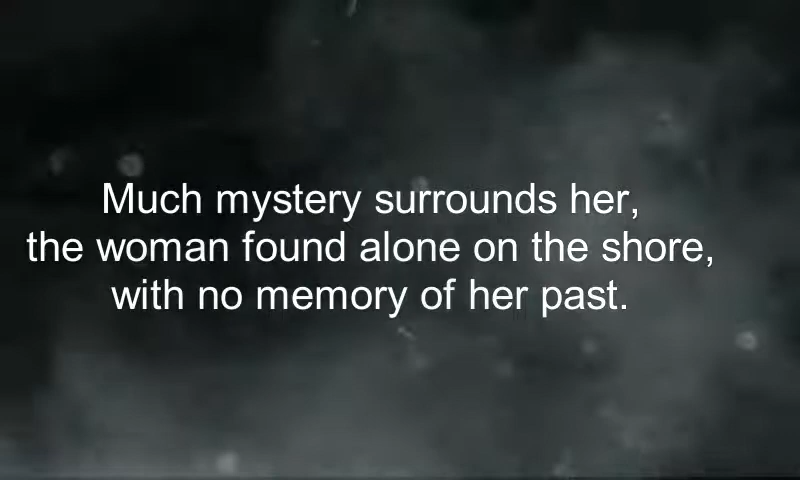 Much mystery surrounds her,
the woman found alone on the shore,
with no memory of her past.